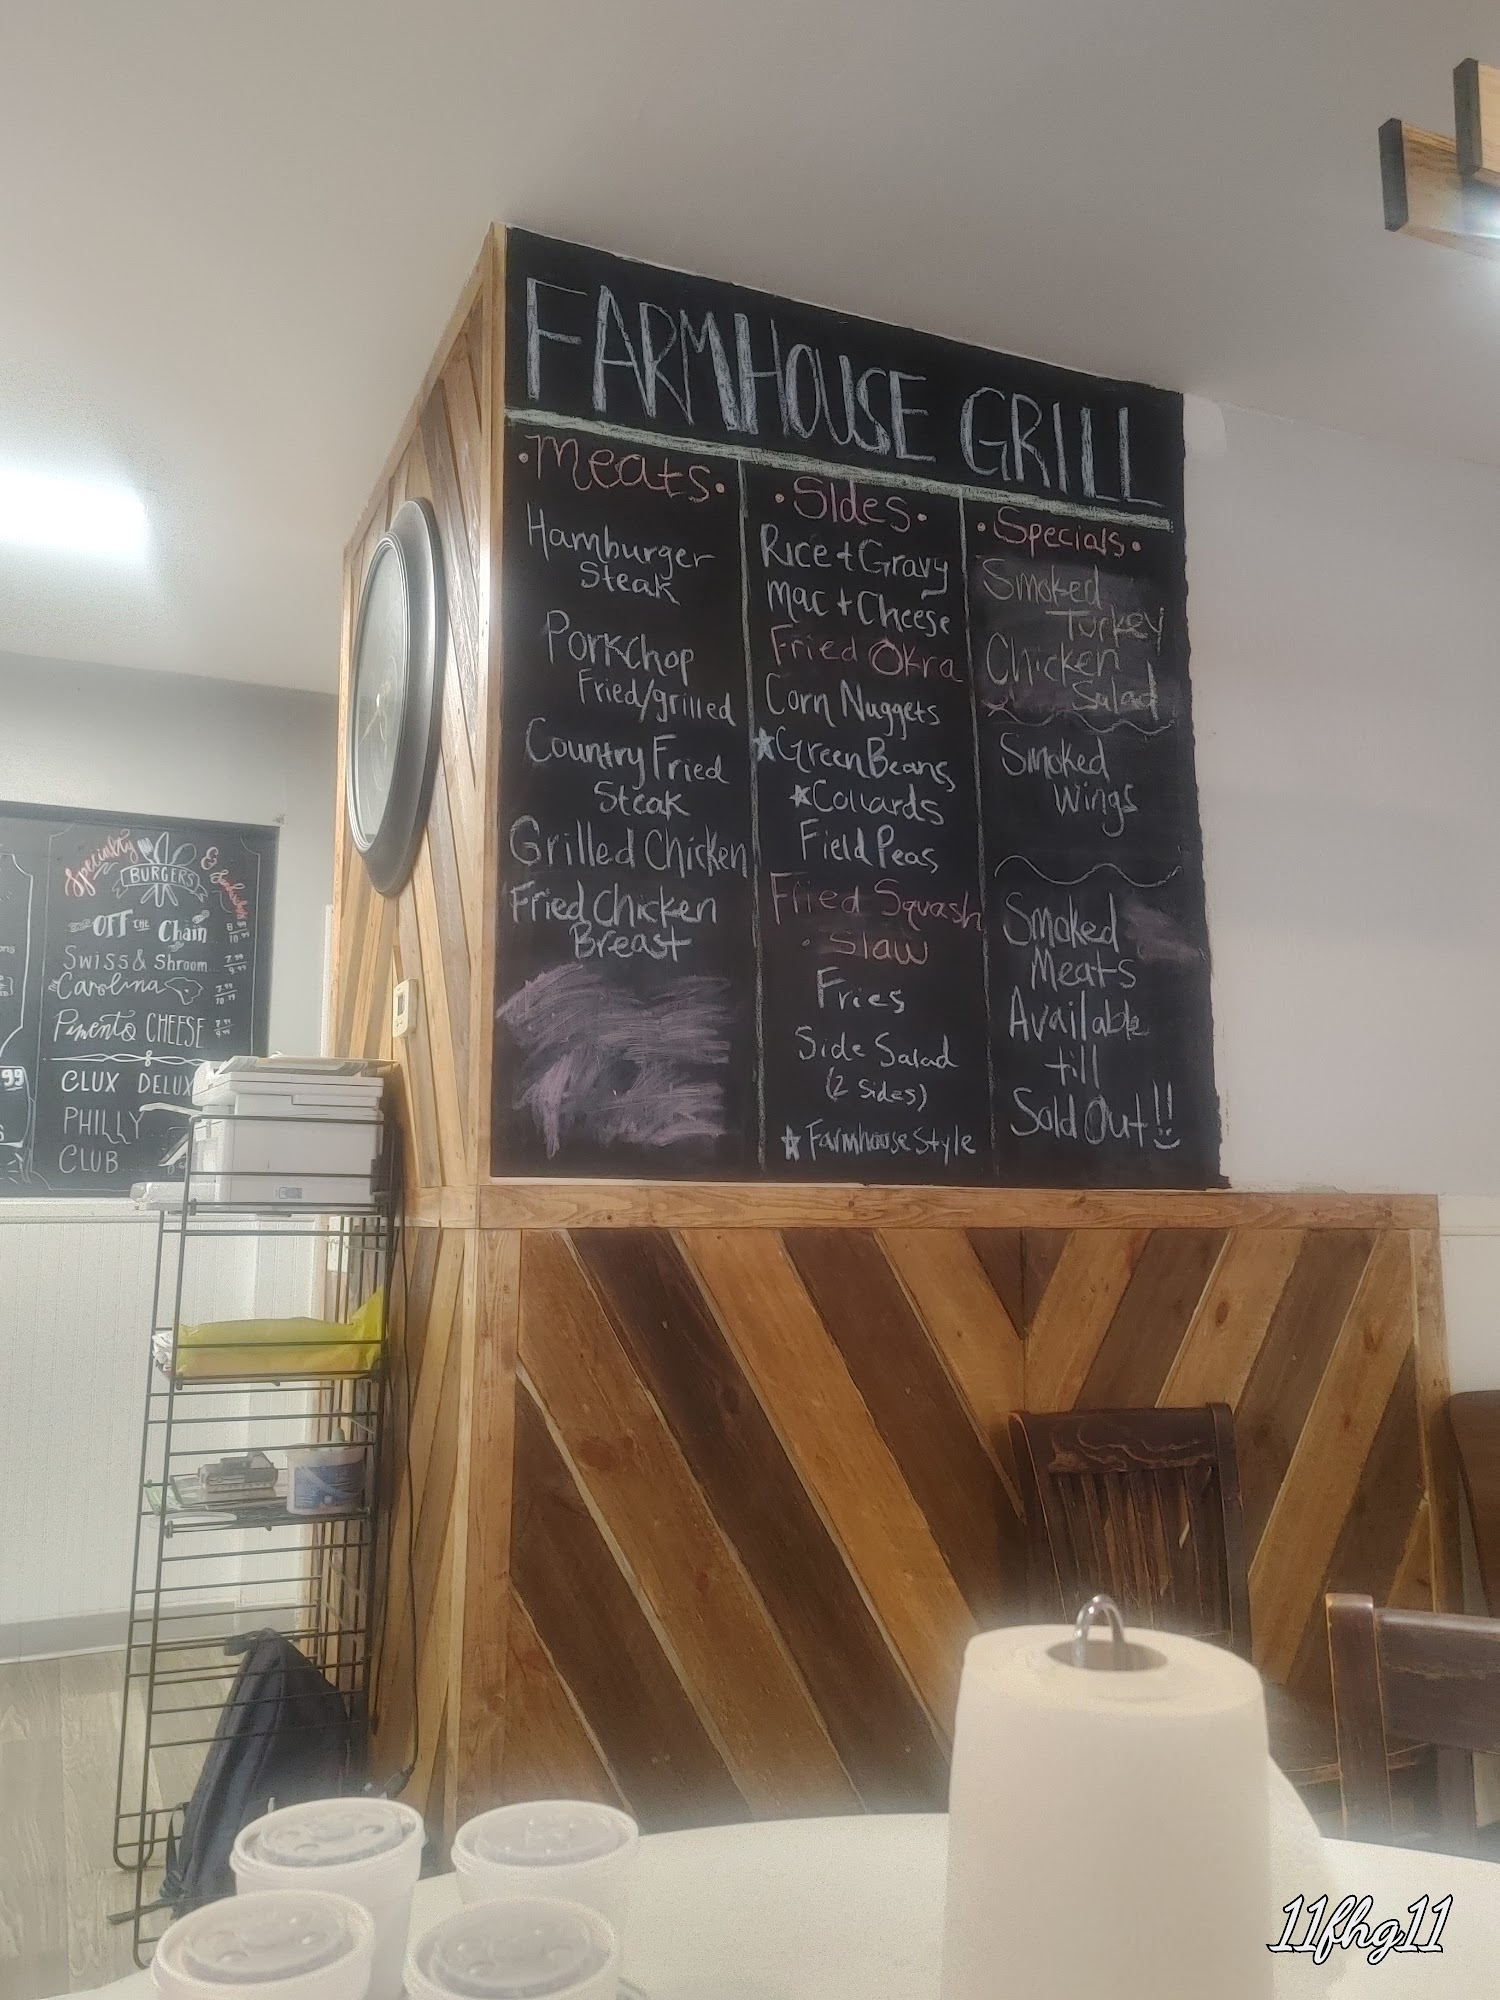 FARMHOUSE GRILL
• Meats •
Hamburger
Steak
Porkchop
Fried/grilled
Country Fried
Steak
Grilled Chicken
Fried Chicken
Breast
• Sides •
Rice + Gravy
Mac + Cheese
Fried Okra
Corn Nuggets
★Green Beans
★Collards
Field Peas
Fried Squash
• Slaw
Fries
Side Salad
(2 Sides)
★ Farmhouse Style
• Specials •
Smoked
Turkey
Chicken
Salad
Smoked
Wings
Smoked
Meats
Available
till
Sold Out!!
Specialty &
BURGERS
OFF THE Chain
Swiss & Shroom
THE Carolina
Pimento CHEESE
CLUX DELUX
PHILLY
CLUB
99
11fhg11